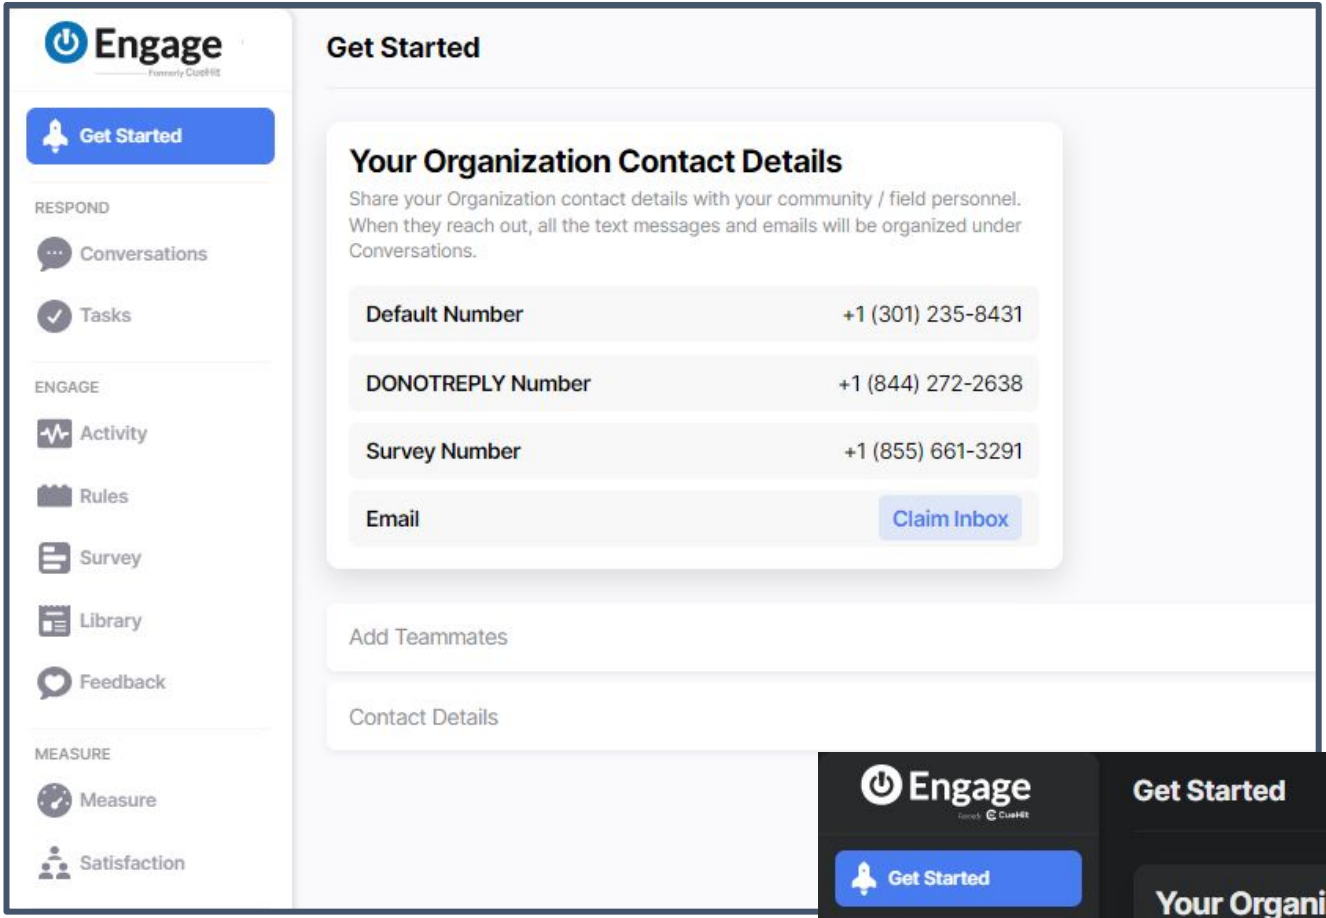 Engage
Formerly CueHit
Get Started
RESPOND
Conversations
Tasks
ENGAGE
Activity
Rules
Survey
Library
Feedback
MEASURE
Measure
Satisfaction
Get Started
Your Organization Contact Details
Share your Organization contact details with your community / field personnel.
When they reach out, all the text messages and emails will be organized under
Conversations.
Default Number +1 (301) 235-8431
DONOTREPLY Number +1 (844) 272-2638
Survey Number +1 (855) 661-3291
Email Claim Inbox
Add Teammates
Contact Details
Engage
Formerly CueHit
Get Started
Get Started
Your Organi